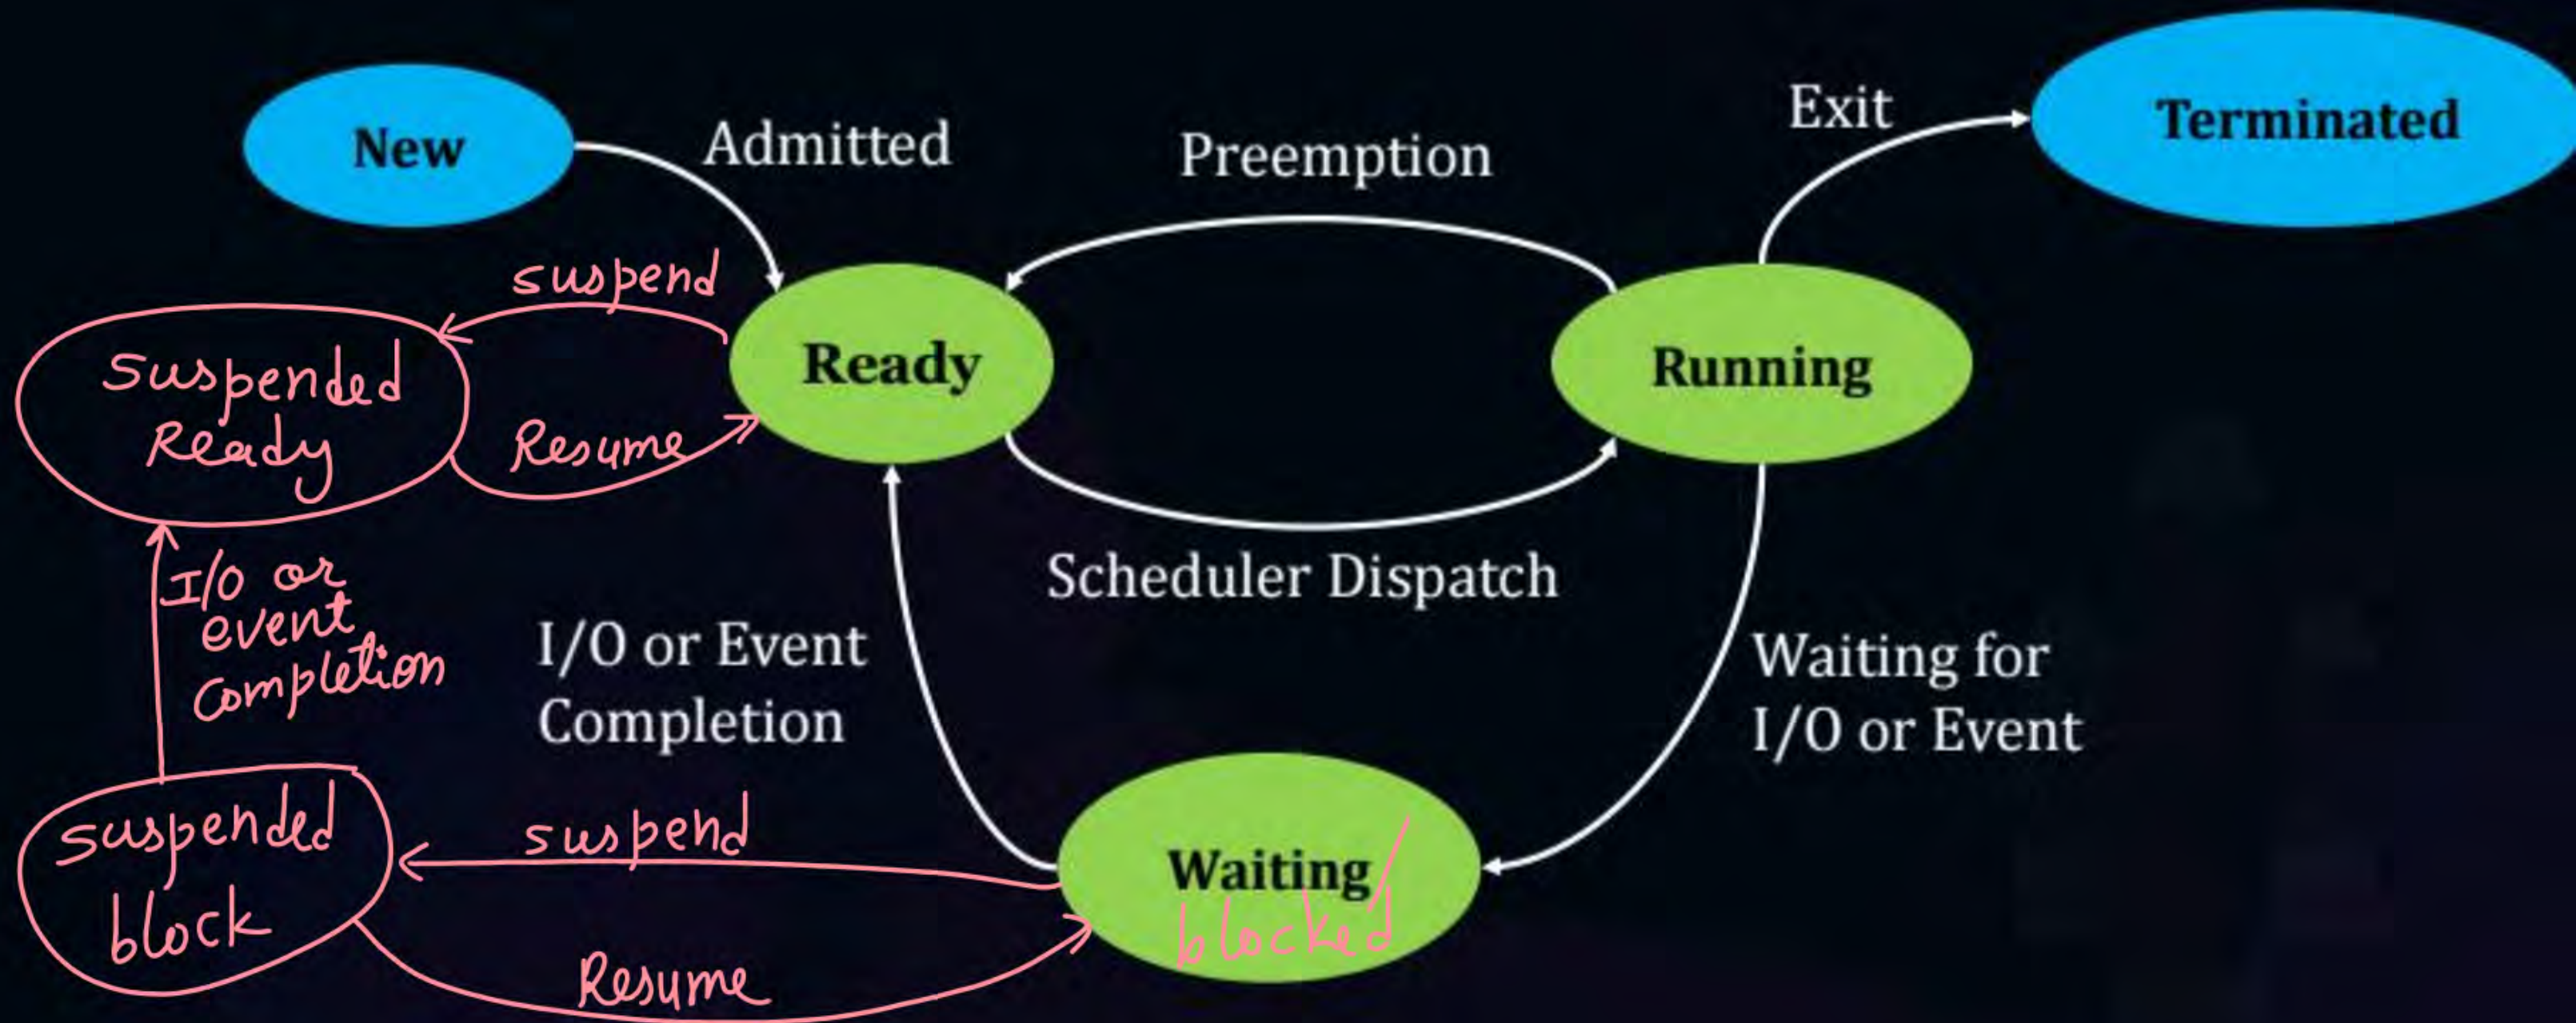 New
Admitted
Preemption
Exit
Terminated
suspend
Suspended
Ready
Resume
Ready
Running
Scheduler Dispatch
I/O or
event
completion
I/O or Event
Completion
Waiting for
I/O or Event
suspended
block
suspend
Resume
Waiting/
blocked